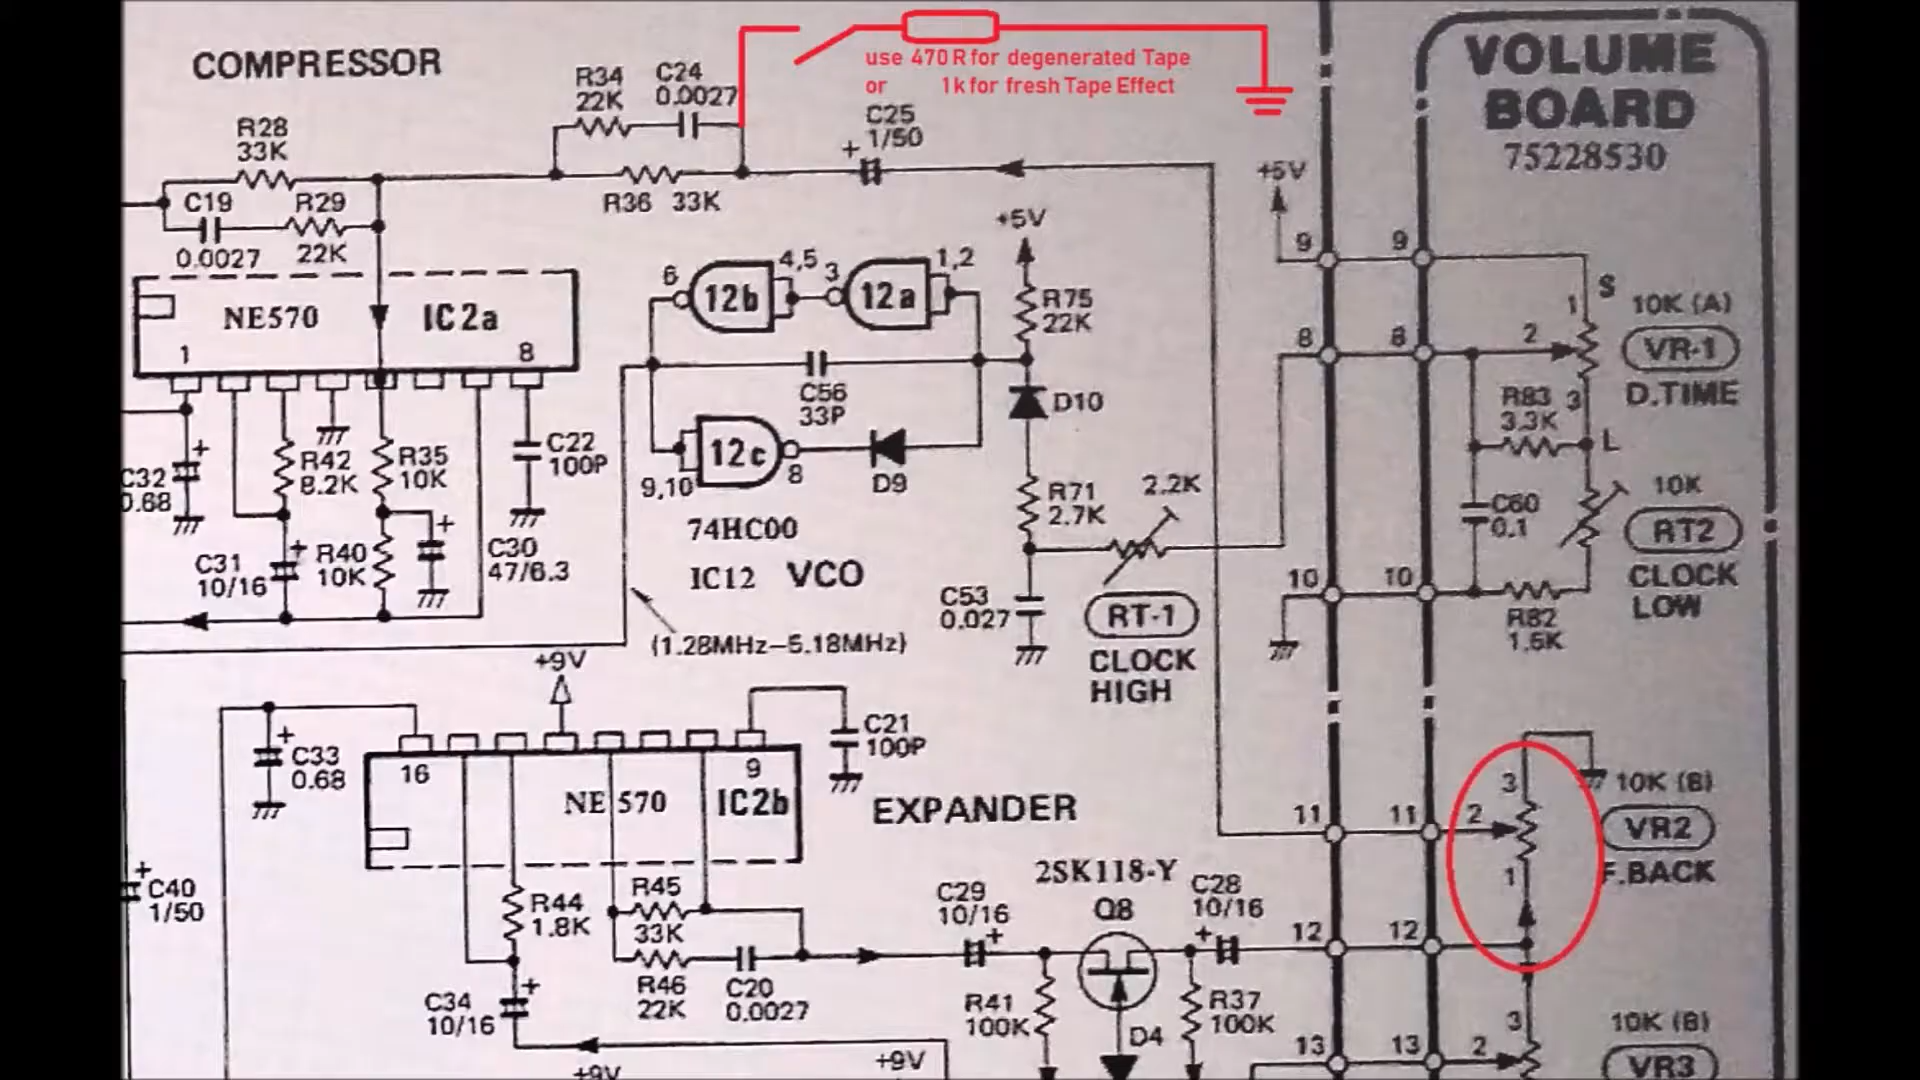 COMPRESSOR
use 470 R for degenerated Tape
or 1k for fresh Tape Effect
VOLUME
BOARD
75228530
R34
22K
C24
0.0027
C25
+ 1/50
R28
33K
R36 33K
C19
0.0027
R29
22K
NE570
IC2a
1
8
6
12b
4,5
3
12a
1,2
+5V
R75
22K
C56
33P
D10
12c
8
9,10
D9
74HC00
IC12 VCO
(1.28MHz-5.18MHz)
R71
2.7K
2.2K
C53
0.027
RT-1
CLOCK
HIGH
C32
0.68
+
R42
8.2K
R35
10K
C22
100P
C31
10/16
+
R40
10K
+
C30
47/6.3
+5V
9
9
8
8
10
10
S
1
2
3
L
10K (A)
VR-1
D.TIME
R83
3.3K
C60
0.1
10K
RT2
CLOCK
LOW
R82
1.5K
+9V
C33
0.68
+
16
9
NE 570
IC2b
C21
100P
EXPANDER
R44
1.8K
R45
33K
R46
22K
C20
0.0027
C34
10/16
+
C40
1/50
+
C29
10/16
+
2SK118-Y
Q8
C28
10/16
+
R41
100K
D4
R37
100K
11
11
12
12
13
13
3
2
1
10K (B)
VR2
F.BACK
3
2
10K (B)
VR3
+9V
+9V